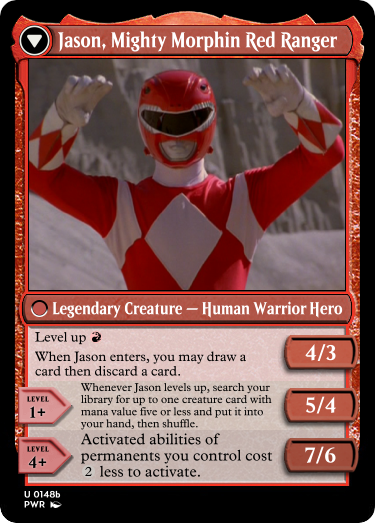 Jason, Mighty Morphin Red Ranger
Legendary Creature — Human Warrior Hero
Level up
When Jason enters, you may draw a
card then discard a card.
4/3
LEVEL
1+
Whenever Jason levels up, search your
library for up to one creature card with
mana value five or less and put it into
your hand, then shuffle.
5/4
LEVEL
4+
Activated abilities of
permanents you control cost
2 less to activate.
7/6
U 0148b
PWR